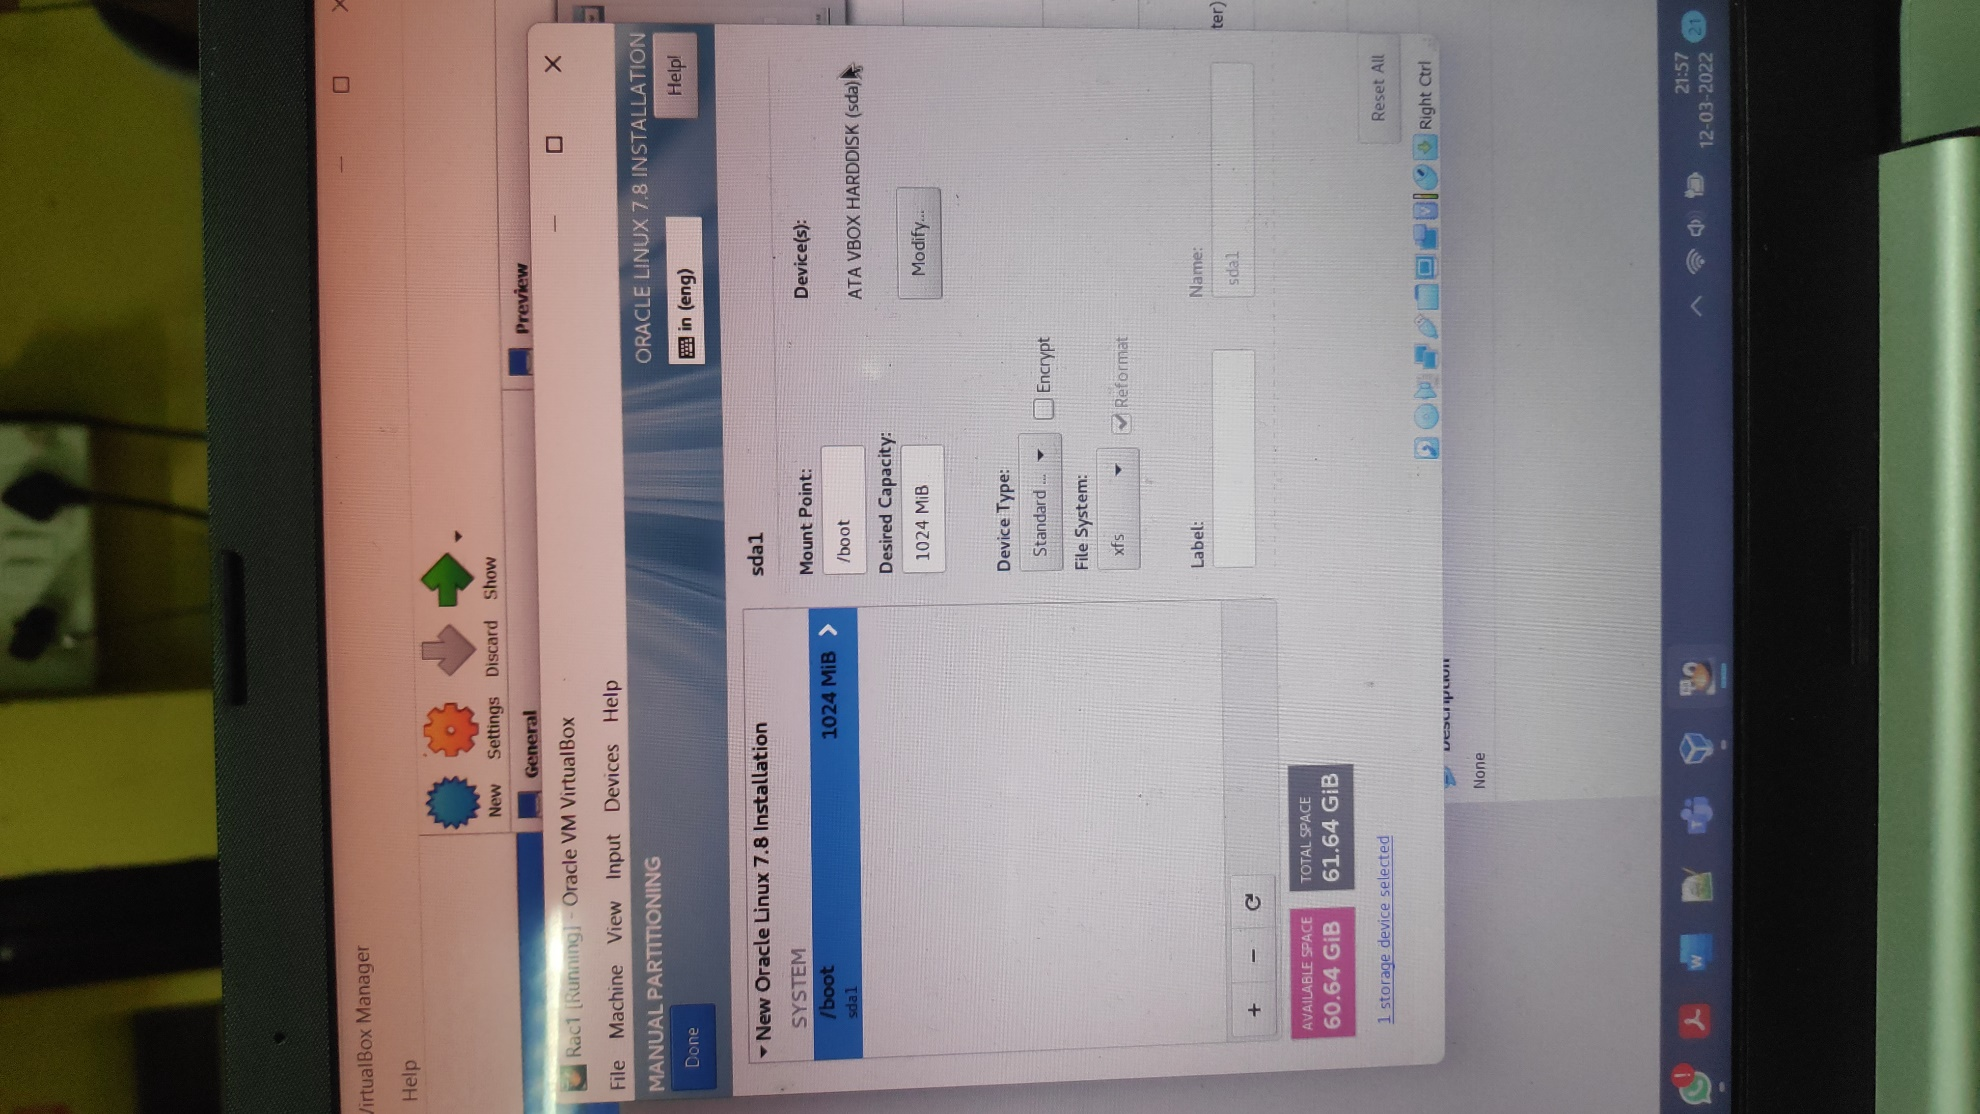 VirtualBox Manager
Help
New Settings Discard Show
General
Preview
Rac1 [Running] - Oracle VM VirtualBox
File Machine View Input Devices Help
MANUAL PARTITIONING
ORACLE LINUX 7.8 INSTALLATION
Done
in (eng)
Help!
New Oracle Linux 7.8 Installation
SYSTEM
/boot 1024 MiB
sda1
+ −
AVAILABLE SPACE
60.64 GiB
TOTAL SPACE
61.64 GiB
1 storage device selected
sda1
Mount Point:
/boot
Desired Capacity:
1024 MiB
Device(s):
ATA VBOX HARDDISK (sda)
Modify...
Device Type:
Standard ...
Encrypt
File System:
xfs
Reformat
Label:
Name:
sda1
Reset All
Right Ctrl
ter)
Description
None
W
21:57
12-03-2022
21